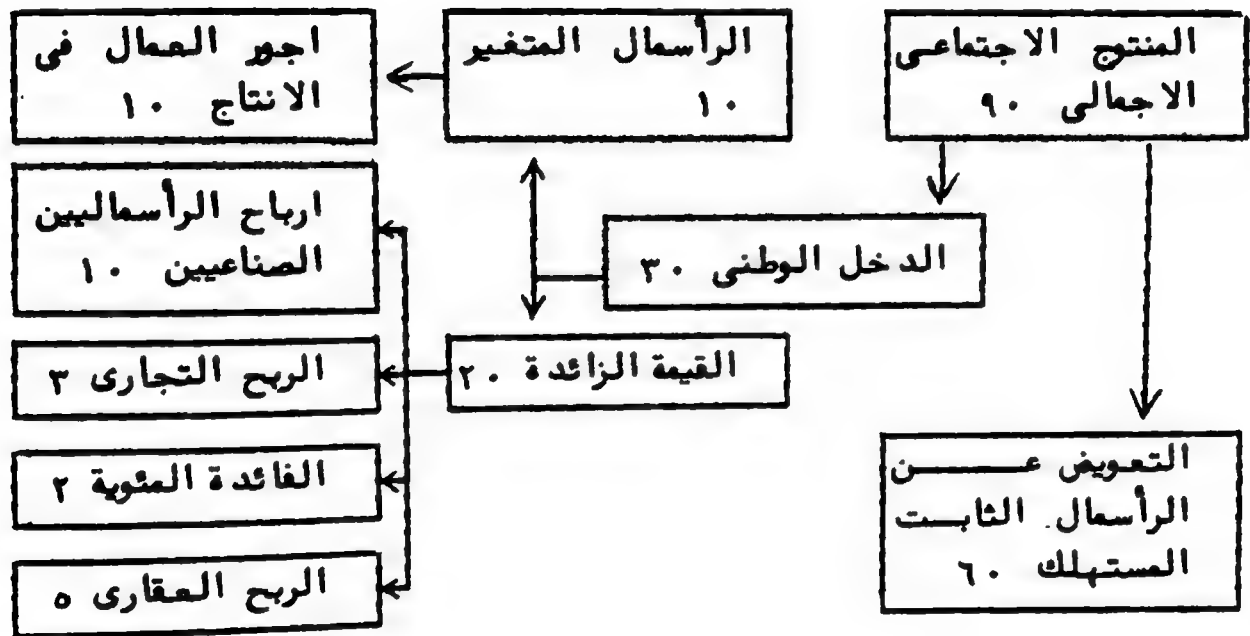 المنتوج الاجتماعى
الاجمالى ٩٠
الرأسمال المتغير
١٠
اجور العمال فى
الانتاج ١٠
الدخل الوطنى ٣٠
ارباح الرأسماليين
الصناعيين ١٠
القيمة الزائدة ٢٠
الربح التجارى ٣
الفائدة المئوية ٢
الربح العقارى ٥
التعويض عن
الرأسمال الثابت
المستهلك ٦٠